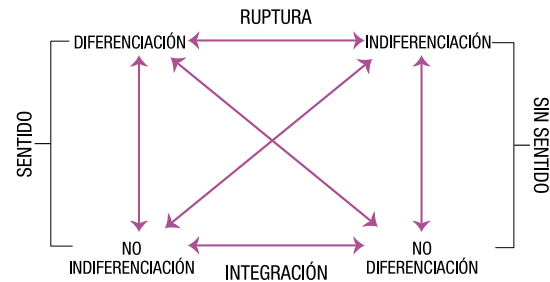 RUPTURA
DIFERENCIACIÓN
INDIFERENCIACIÓN
SENTIDO
SIN SENTIDO
NO
INDIFERENCIACIÓN
NO
DIFERENCIACIÓN
INTEGRACIÓN